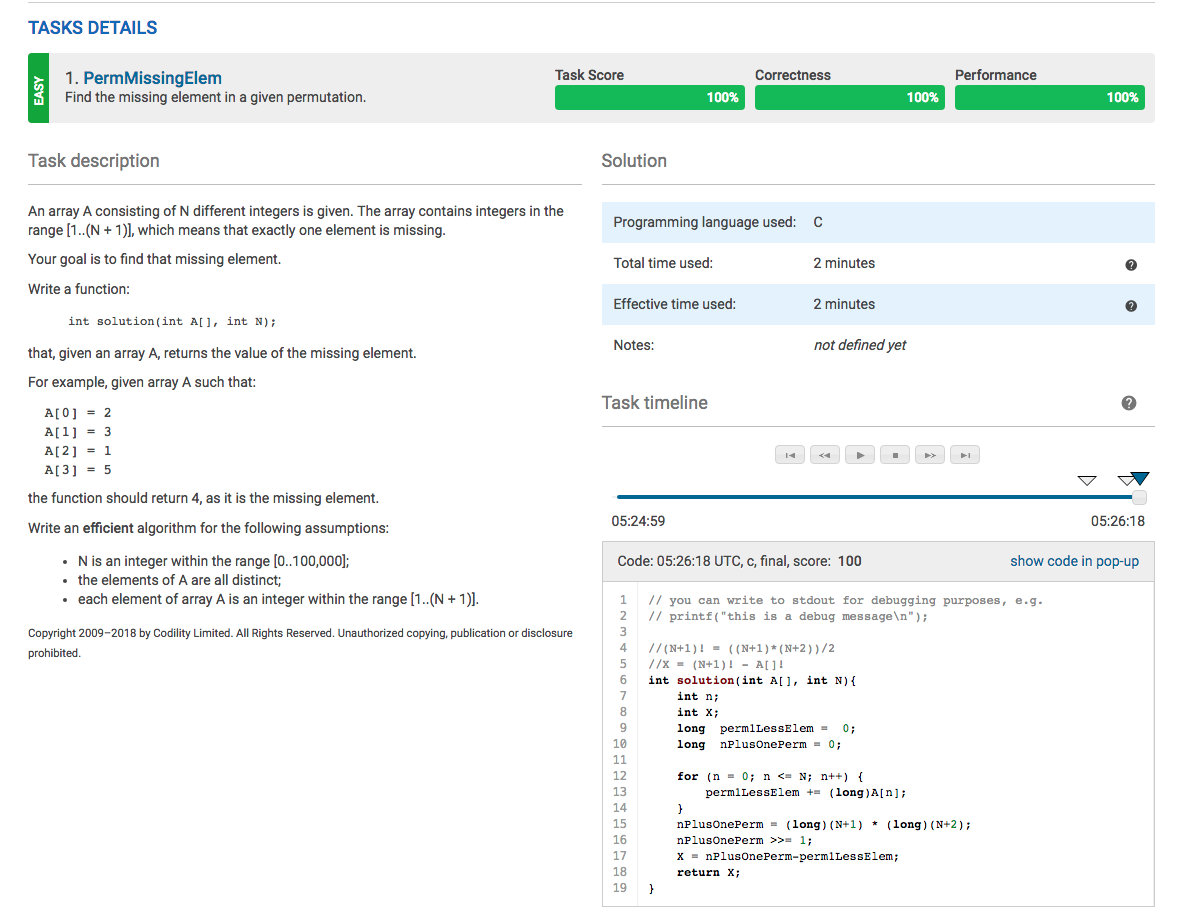 TASKS DETAILS
EASY
1. PermMissingElem
Find the missing element in a given permutation.
Task Score
100%
Correctness
100%
Performance
100%
Task description
An array A consisting of N different integers is given. The array contains integers in the
range [1..(N + 1)], which means that exactly one element is missing.
Your goal is to find that missing element.
Write a function:
int solution(int A[], int N);
that, given an array A, returns the value of the missing element.
For example, given array A such that:
A[0] = 2
A[1] = 3
A[2] = 1
A[3] = 5
the function should return 4, as it is the missing element.
Write an efficient algorithm for the following assumptions:
• N is an integer within the range [0..100,000];
• the elements of A are all distinct;
• each element of array A is an integer within the range [1..(N + 1)].
Copyright 2009–2018 by Codility Limited. All Rights Reserved. Unauthorized copying, publication or disclosure
prohibited.
Solution
Programming language used: C
Total time used: 2 minutes
Effective time used: 2 minutes
Notes: not defined yet
Task timeline
05:24:59
05:26:18
Code: 05:26:18 UTC, c, final, score: 100
show code in pop-up
1 // you can write to stdout for debugging purposes, e.g.
2 // printf("this is a debug message\n");
3
4 //(N+1)! = ((N+1)*(N+2))/2
5 //X = (N+1)! - A[]!
6 int solution(int A[], int N){
7     int n;
8     int X;
9     long  perm1LessElem =  0;
10     long  nPlusOnePerm = 0;
11
12     for (n = 0; n <= N; n++) {
13         perm1LessElem += (long)A[n];
14     }
15     nPlusOnePerm = (long)(N+1) * (long)(N+2);
16     nPlusOnePerm >>= 1;
17     X = nPlusOnePerm-perm1LessElem;
18     return X;
19 }